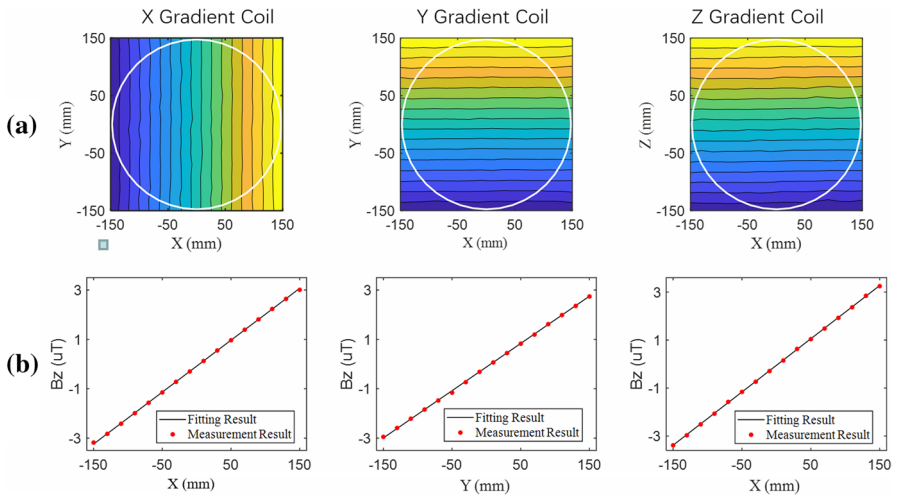 X Gradient Coil Y Gradient Coil Z Gradient Coil
(a)
150 150 150
50 50 50
-50 -50 -50
-150 -150 -150
Y (mm) Y (mm) Z (mm)
-150 -50 50 150 -150 -50 50 150 -150 -50 50 150
X (mm) X (mm) X (mm)
(b)
3 3 3
1 1 1
-1 -1 -1
-3 -3 -3
Bz (uT) Bz (uT) Bz (uT)
Fitting Result Fitting Result Fitting Result
Measurement Result Measurement Result Measurement Result
-150 -50 50 150 -150 -50 50 150 -150 -50 50 150
X (mm) Y (mm) X (mm)